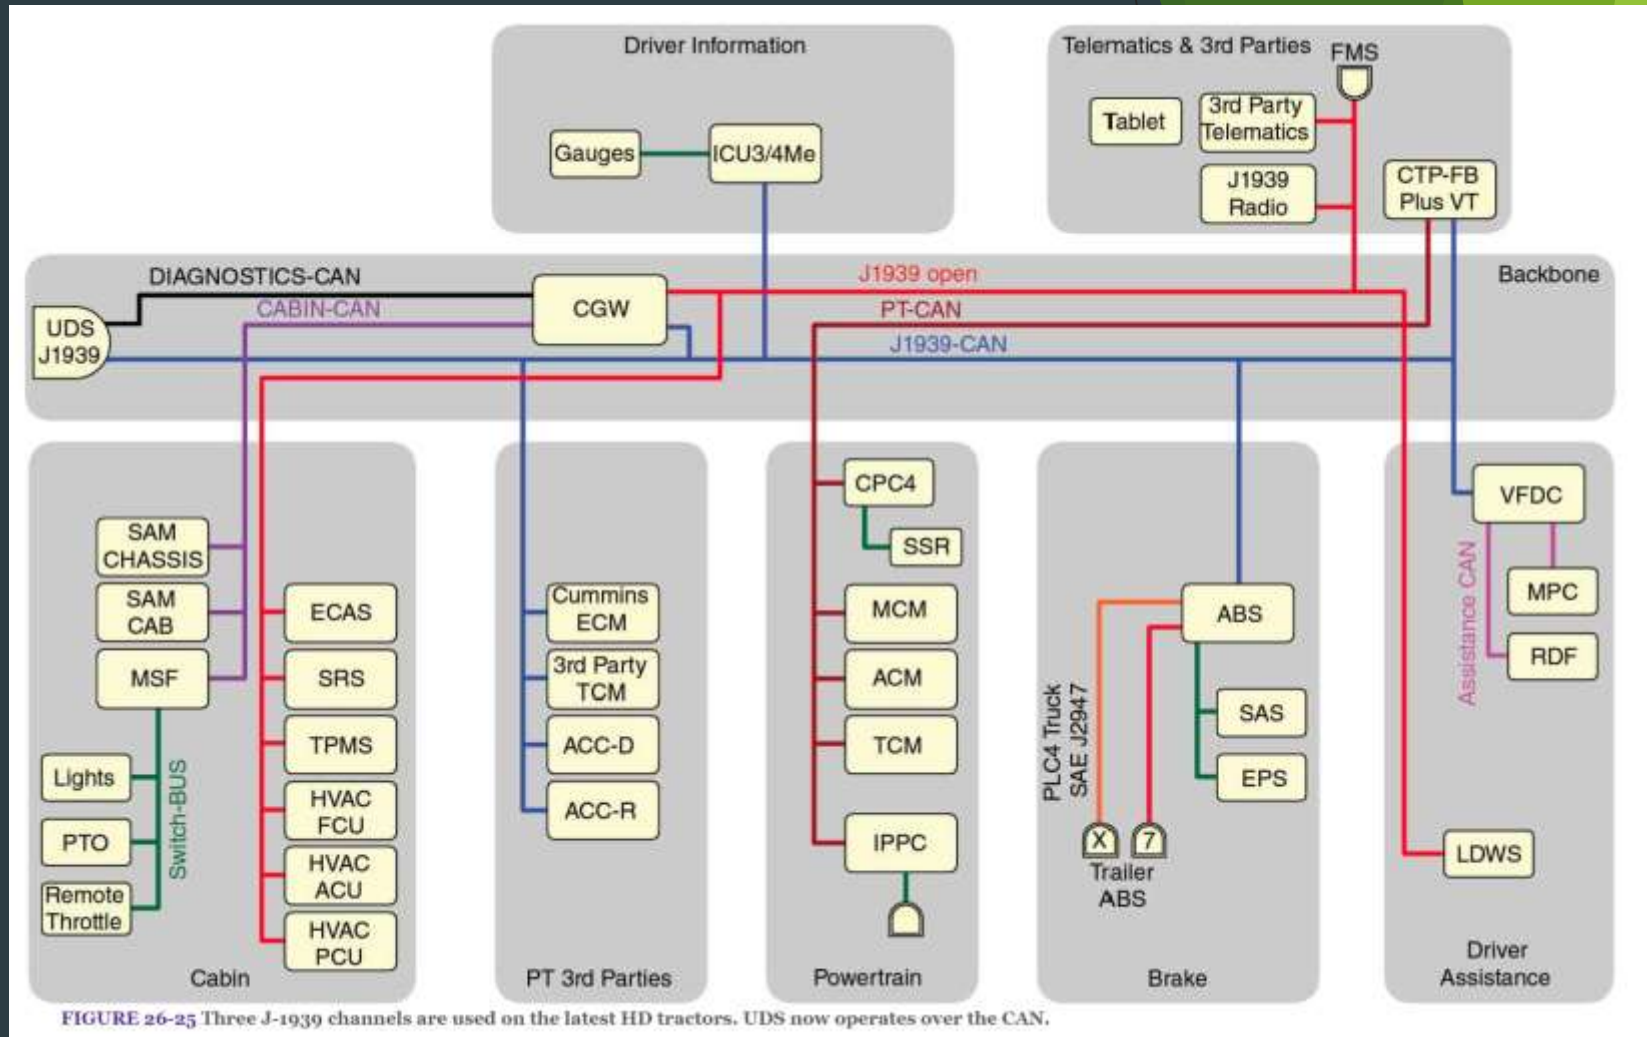 Driver Information
Gauges
ICU3/4Me
Telematics & 3rd Parties
FMS
Tablet
3rd Party
Telematics
J1939
Radio
CTP-FB
Plus VT
Backbone
DIAGNOSTICS-CAN
CABIN-CAN
UDS
J1939
CGW
J1939 open
PT-CAN
J1939-CAN
SAM
CHASSIS
SAM
CAB
MSF
Lights
PTO
Remote
Throttle
Switch-BUS
ECAS
SRS
TPMS
HVAC
FCU
HVAC
ACU
HVAC
PCU
Cabin
Cummins
ECM
3rd Party
TCM
ACC-D
ACC-R
PT 3rd Parties
CPC4
SSR
MCM
ACM
TCM
IPPC
Powertrain
ABS
SAS
EPS
PLC4 Truck
SAE J2947
X
7
Trailer
ABS
Brake
VFDC
Assistance CAN
MPC
RDF
LDWS
Driver
Assistance
FIGURE 26-25 Three J-1939 channels are used on the latest HD tractors. UDS now operates over the CAN.